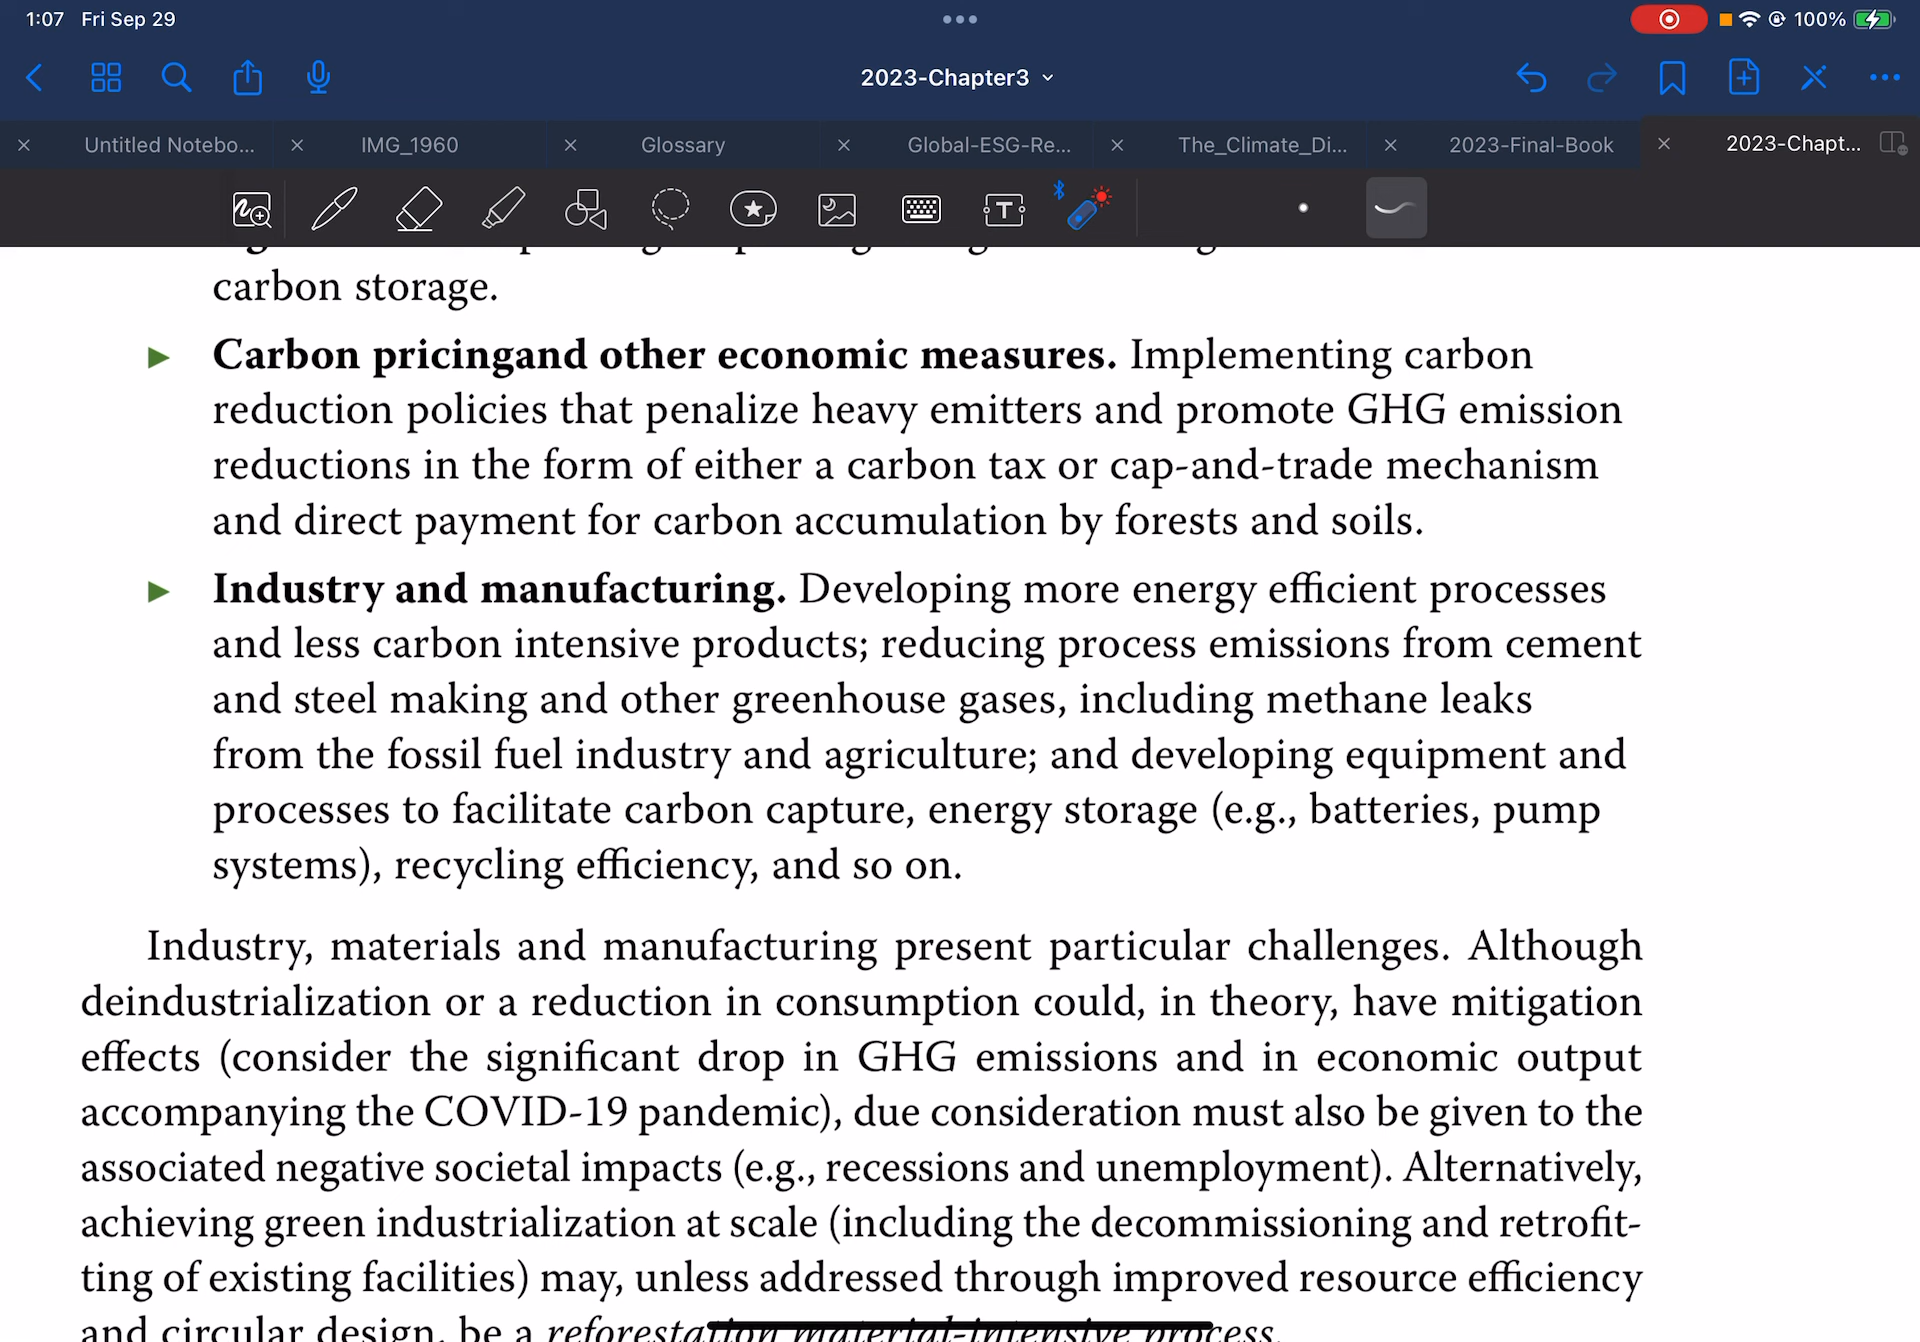 1:07 Fri Sep 29
100%
2023-Chapter3
Untitled Notebo...
IMG_1960
Glossary
Global-ESG-Re...
The_Climate_Di...
2023-Final-Book
2023-Chapt...
T
carbon storage.
Carbon pricingand other economic measures. Implementing carbon
reduction policies that penalize heavy emitters and promote GHG emission
reductions in the form of either a carbon tax or cap-and-trade mechanism
and direct payment for carbon accumulation by forests and soils.
Industry and manufacturing. Developing more energy efficient processes
and less carbon intensive products; reducing process emissions from cement
and steel making and other greenhouse gases, including methane leaks
from the fossil fuel industry and agriculture; and developing equipment and
processes to facilitate carbon capture, energy storage (e.g., batteries, pump
systems), recycling efficiency, and so on.
Industry, materials and manufacturing present particular challenges. Although
deindustrialization or a reduction in consumption could, in theory, have mitigation
effects (consider the significant drop in GHG emissions and in economic output
accompanying the COVID-19 pandemic), due consideration must also be given to the
associated negative societal impacts (e.g., recessions and unemployment). Alternatively,
achieving green industrialization at scale (including the decommissioning and retrofit-
ting of existing facilities) may, unless addressed through improved resource efficiency
and circular design, be a reforestation material-intensive process.